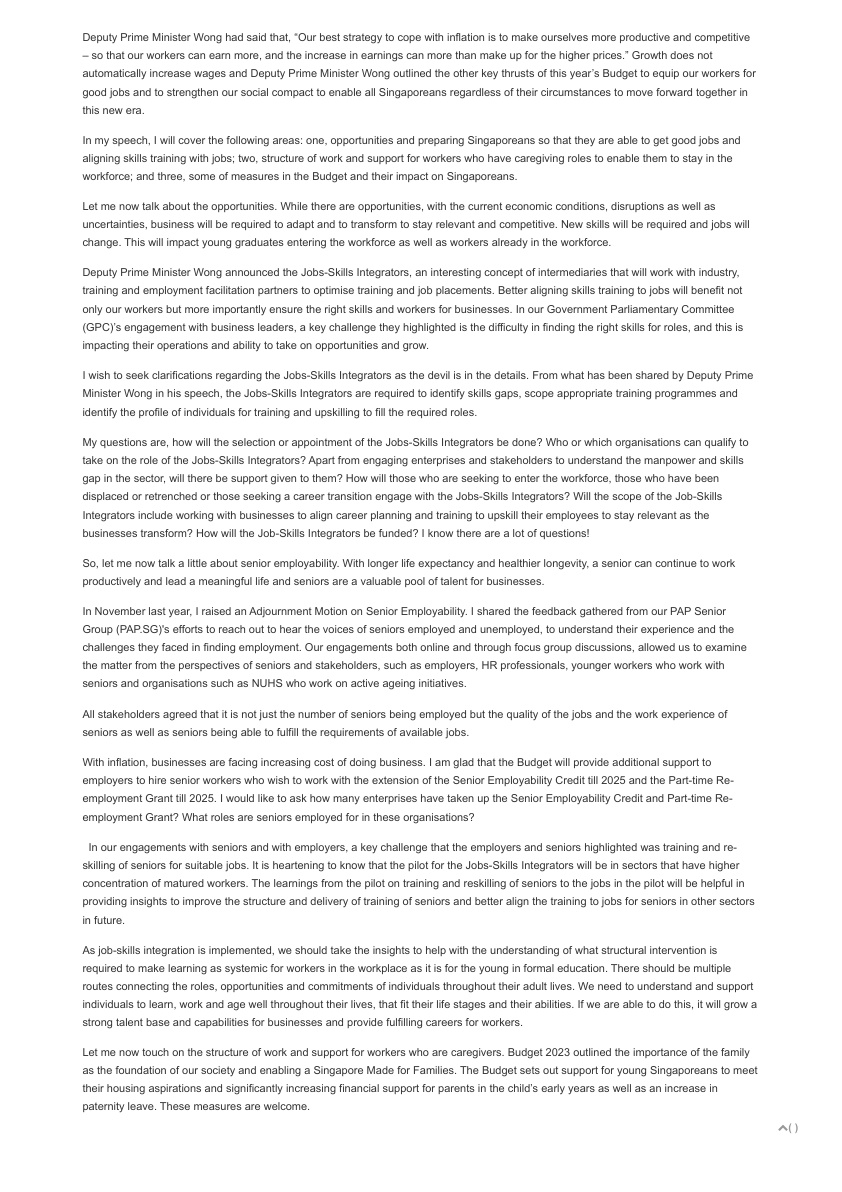 Deputy Prime Minister Wong had said that, “Our best strategy to cope with inflation is to make ourselves more productive and competitive
– so that our workers can earn more, and the increase in earnings can more than make up for the higher prices.” Growth does not
automatically increase wages and Deputy Prime Minister Wong outlined the other key thrusts of this year’s Budget to equip our workers for
good jobs and to strengthen our social compact to enable all Singaporeans regardless of their circumstances to move forward together in
this new era.
In my speech, I will cover the following areas: one, opportunities and preparing Singaporeans so that they are able to get good jobs and
aligning skills training with jobs; two, structure of work and support for workers who have caregiving roles to enable them to stay in the
workforce; and three, some of measures in the Budget and their impact on Singaporeans.
Let me now talk about the opportunities. While there are opportunities, with the current economic conditions, disruptions as well as
uncertainties, business will be required to adapt and to transform to stay relevant and competitive. New skills will be required and jobs will
change. This will impact young graduates entering the workforce as well as workers already in the workforce.
Deputy Prime Minister Wong announced the Jobs-Skills Integrators, an interesting concept of intermediaries that will work with industry,
training and employment facilitation partners to optimise training and job placements. Better aligning skills training to jobs will benefit not
only our workers but more importantly ensure the right skills and workers for businesses. In our Government Parliamentary Committee
(GPC)’s engagement with business leaders, a key challenge they highlighted is the difficulty in finding the right skills for roles, and this is
impacting their operations and ability to take on opportunities and grow.
I wish to seek clarifications regarding the Jobs-Skills Integrators as the devil is in the details. From what has been shared by Deputy Prime
Minister Wong in his speech, the Jobs-Skills Integrators are required to identify skills gaps, scope appropriate training programmes and
identify the profile of individuals for training and upskilling to fill the required roles.
My questions are, how will the selection or appointment of the Jobs-Skills Integrators be done? Who or which organisations can qualify to
take on the role of the Jobs-Skills Integrators? Apart from engaging enterprises and stakeholders to understand the manpower and skills
gap in the sector, will there be support given to them? How will those who are seeking to enter the workforce, those who have been
displaced or retrenched or those seeking a career transition engage with the Jobs-Skills Integrators? Will the scope of the Job-Skills
Integrators include working with businesses to align career planning and training to upskill their employees to stay relevant as the
businesses transform? How will the Job-Skills Integrators be funded? I know there are a lot of questions!
So, let me now talk a little about senior employability. With longer life expectancy and healthier longevity, a senior can continue to work
productively and lead a meaningful life and seniors are a valuable pool of talent for businesses.
In November last year, I raised an Adjournment Motion on Senior Employability. I shared the feedback gathered from our PAP Senior
Group (PAP.SG)'s efforts to reach out to hear the voices of seniors employed and unemployed, to understand their experience and the
challenges they faced in finding employment. Our engagements both online and through focus group discussions, allowed us to examine
the matter from the perspectives of seniors and stakeholders, such as employers, HR professionals, younger workers who work with
seniors and organisations such as NUHS who work on active ageing initiatives.
All stakeholders agreed that it is not just the number of seniors being employed but the quality of the jobs and the work experience of
seniors as well as seniors being able to fulfill the requirements of available jobs.
With inflation, businesses are facing increasing cost of doing business. I am glad that the Budget will provide additional support to
employers to hire senior workers who wish to work with the extension of the Senior Employability Credit till 2025 and the Part-time Re-
employment Grant till 2025. I would like to ask how many enterprises have taken up the Senior Employability Credit and Part-time Re-
employment Grant? What roles are seniors employed for in these organisations?
In our engagements with seniors and with employers, a key challenge that the employers and seniors highlighted was training and re-
skilling of seniors for suitable jobs. It is heartening to know that the pilot for the Jobs-Skills Integrators will be in sectors that have higher
concentration of matured workers. The learnings from the pilot on training and reskilling of seniors to the jobs in the pilot will be helpful in
providing insights to improve the structure and delivery of training of seniors and better align the training to jobs for seniors in other sectors
in future.
As job-skills integration is implemented, we should take the insights to help with the understanding of what structural intervention is
required to make learning as systemic for workers in the workplace as it is for the young in formal education. There should be multiple
routes connecting the roles, opportunities and commitments of individuals throughout their adult lives. We need to understand and support
individuals to learn, work and age well throughout their lives, that fit their life stages and their abilities. If we are able to do this, it will grow a
strong talent base and capabilities for businesses and provide fulfilling careers for workers.
Let me now touch on the structure of work and support for workers who are caregivers. Budget 2023 outlined the importance of the family
as the foundation of our society and enabling a Singapore Made for Families. The Budget sets out support for young Singaporeans to meet
their housing aspirations and significantly increasing financial support for parents in the child’s early years as well as an increase in
paternity leave. These measures are welcome.
( )